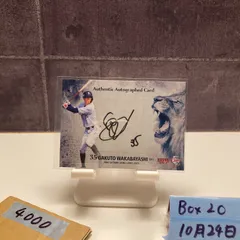 Authentic Autographed Card
35 GAKUTO WAKABAYASHI
35
4000
Box 20
10月24日